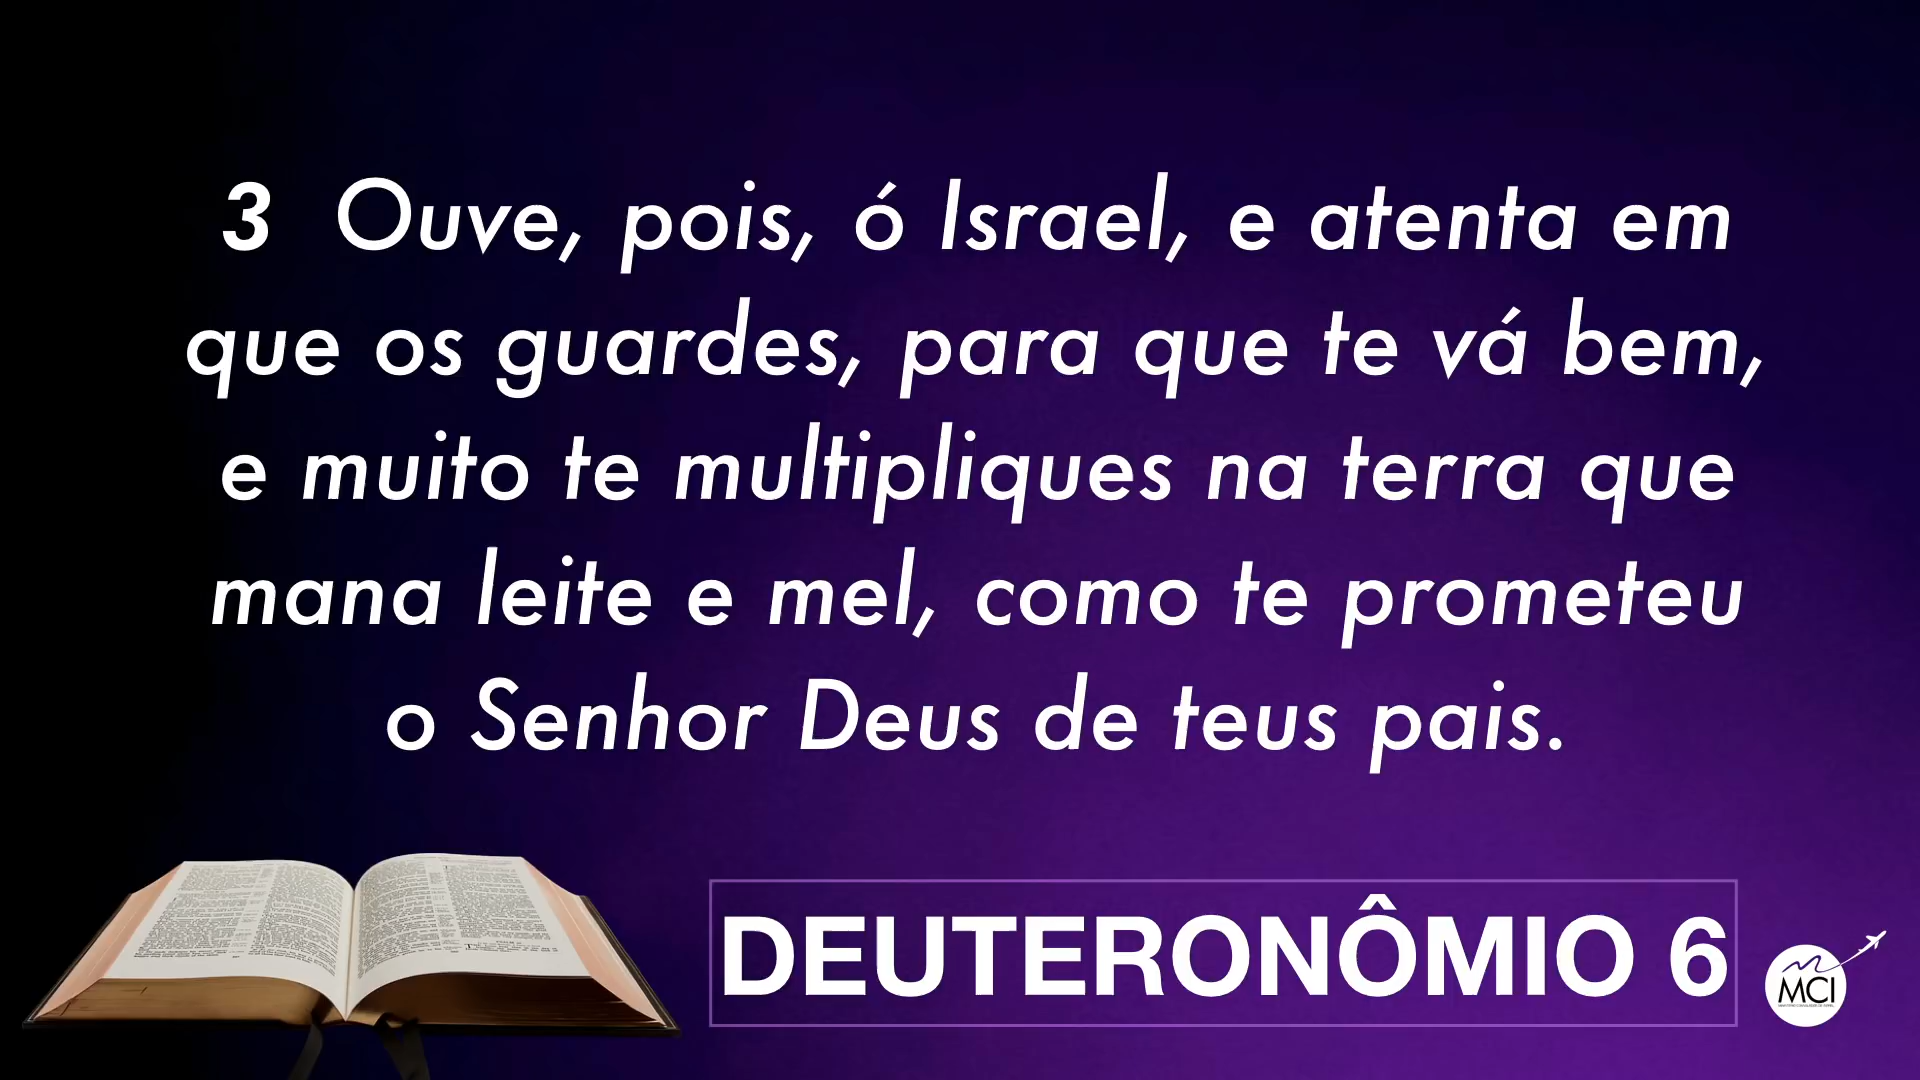 3 Ouve, pois, ó Israel, e atenta em
que os guardes, para que te vá bem,
e muito te multipliques na terra que
mana leite e mel, como te prometeu
o Senhor Deus de teus pais.
DEUTERONÔMIO 6
MCI